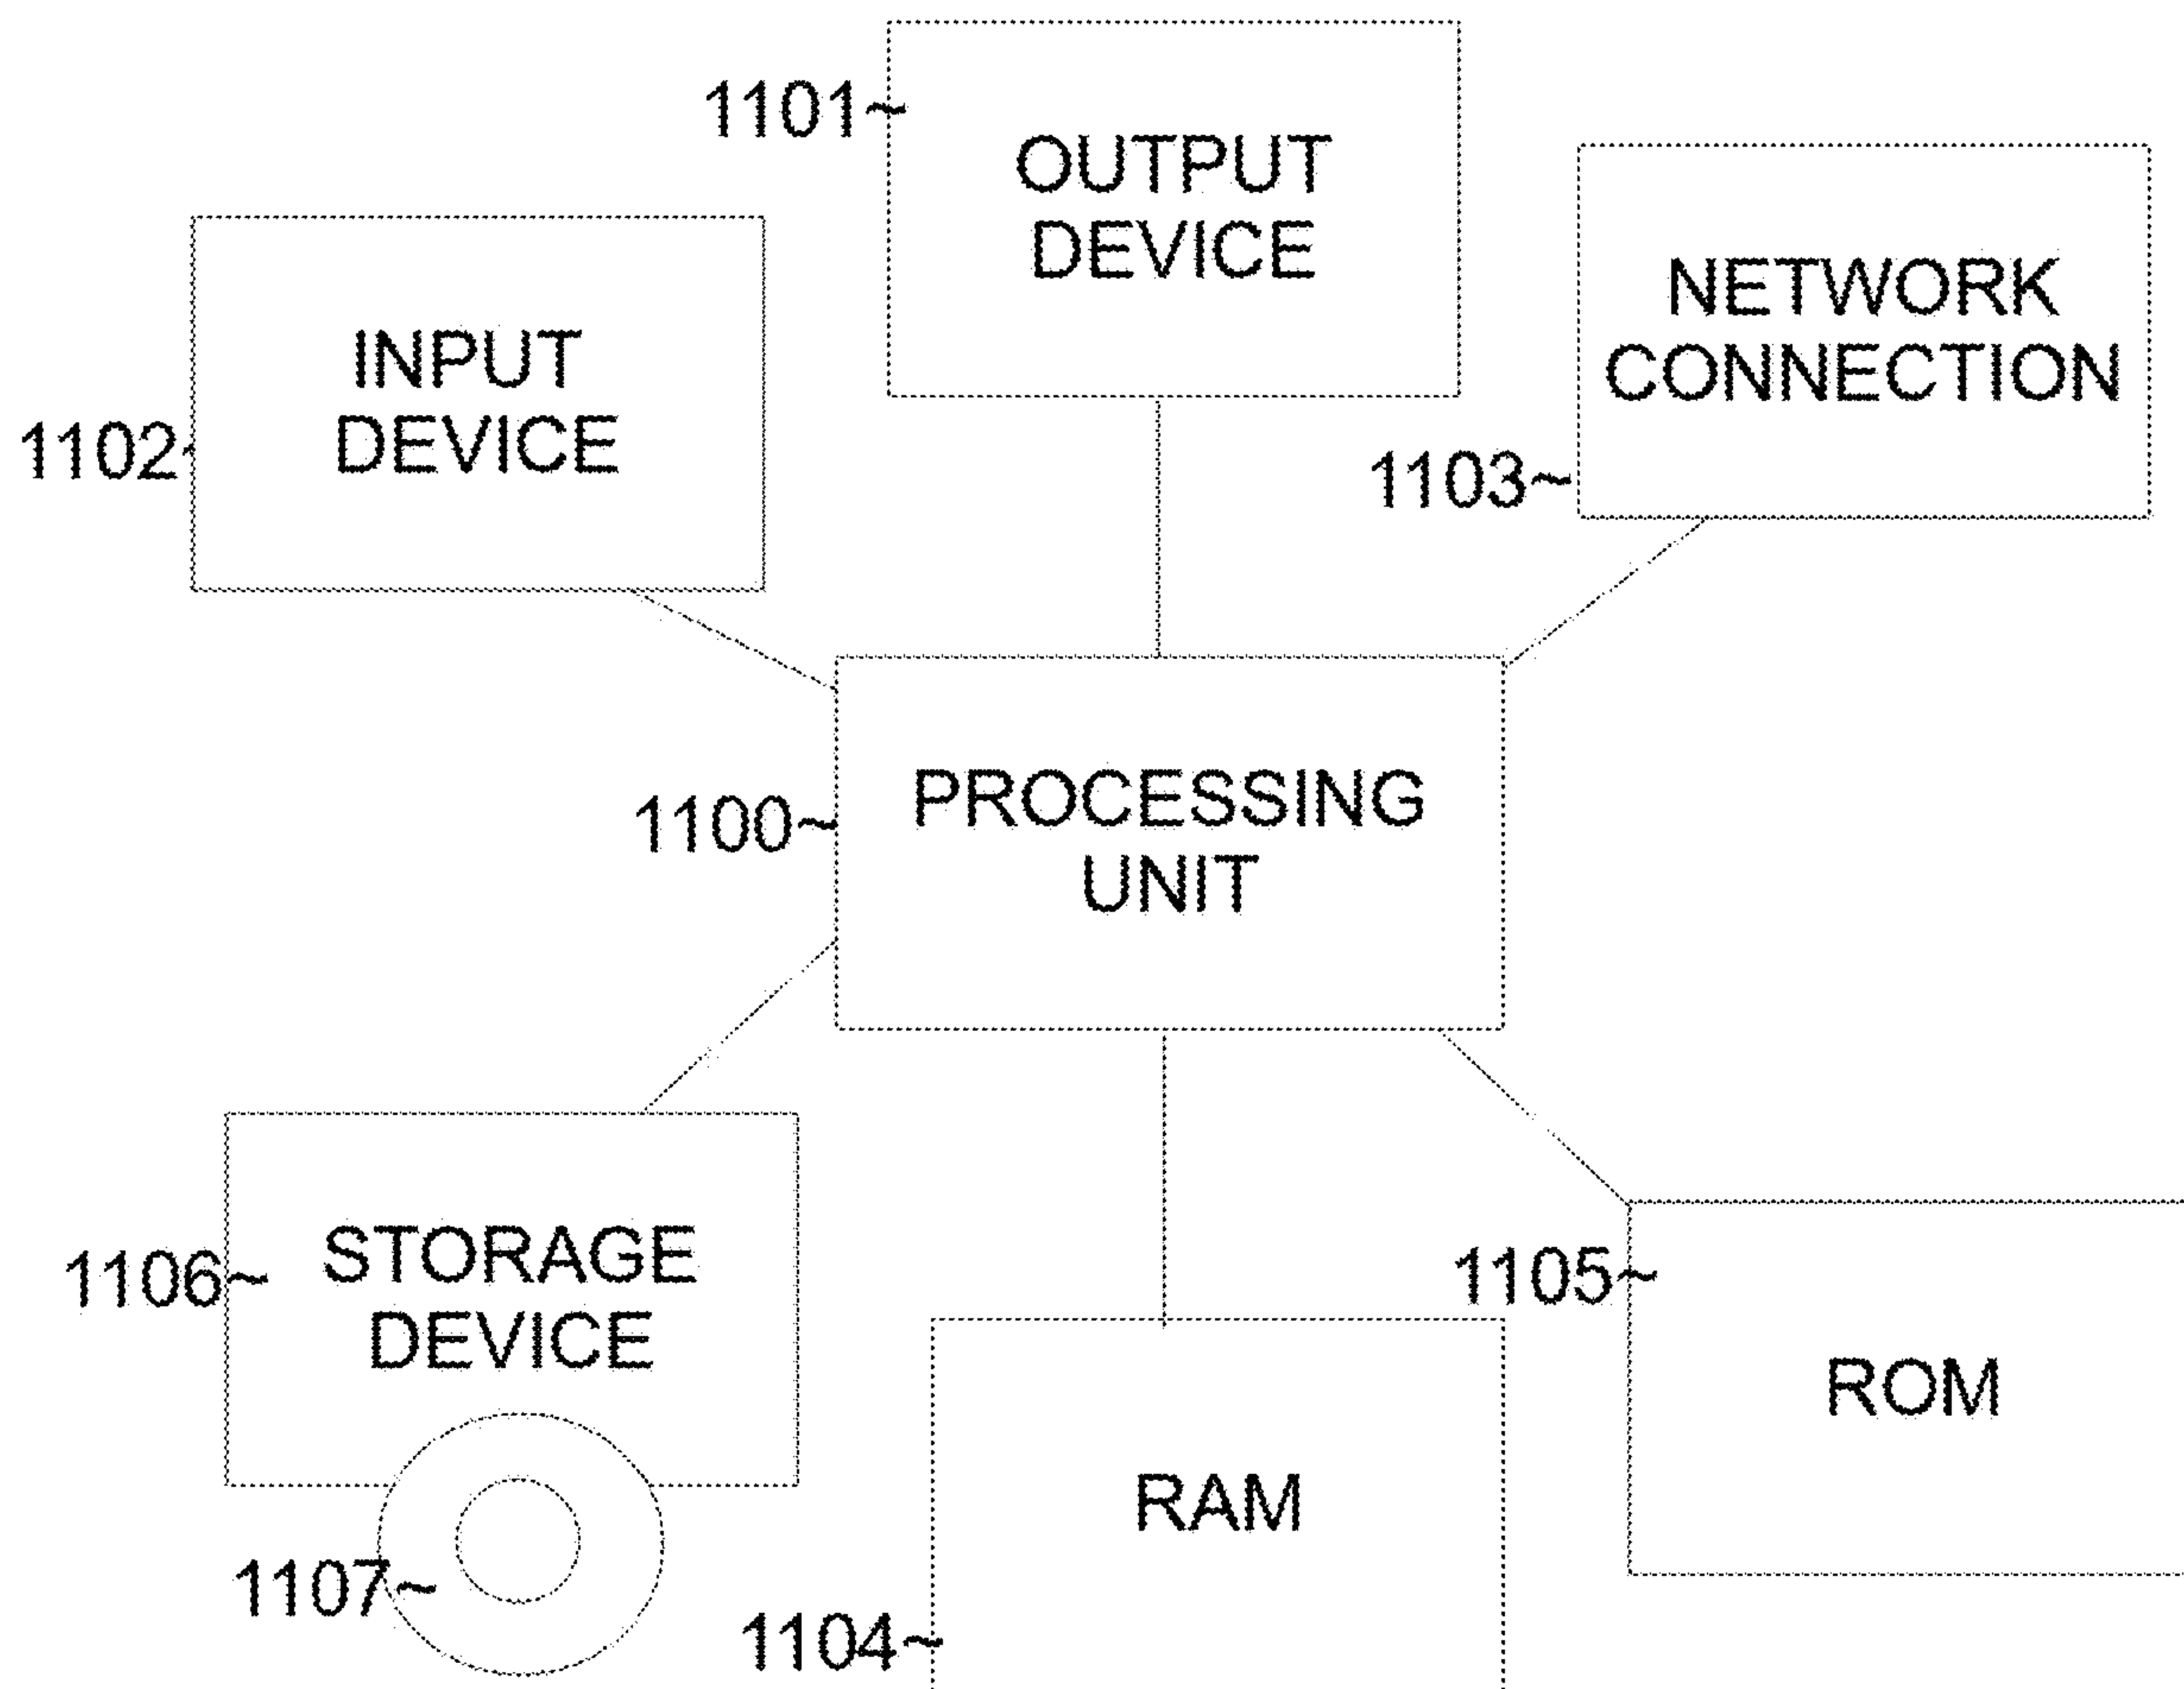 1101~
OUTPUT
DEVICE
NETWORK
CONNECTION
1103~
INPUT
DEVICE
1102~
1100~
PROCESSING
UNIT
1106~
STORAGE
DEVICE
1107~
1105~
ROM
RAM
1104~